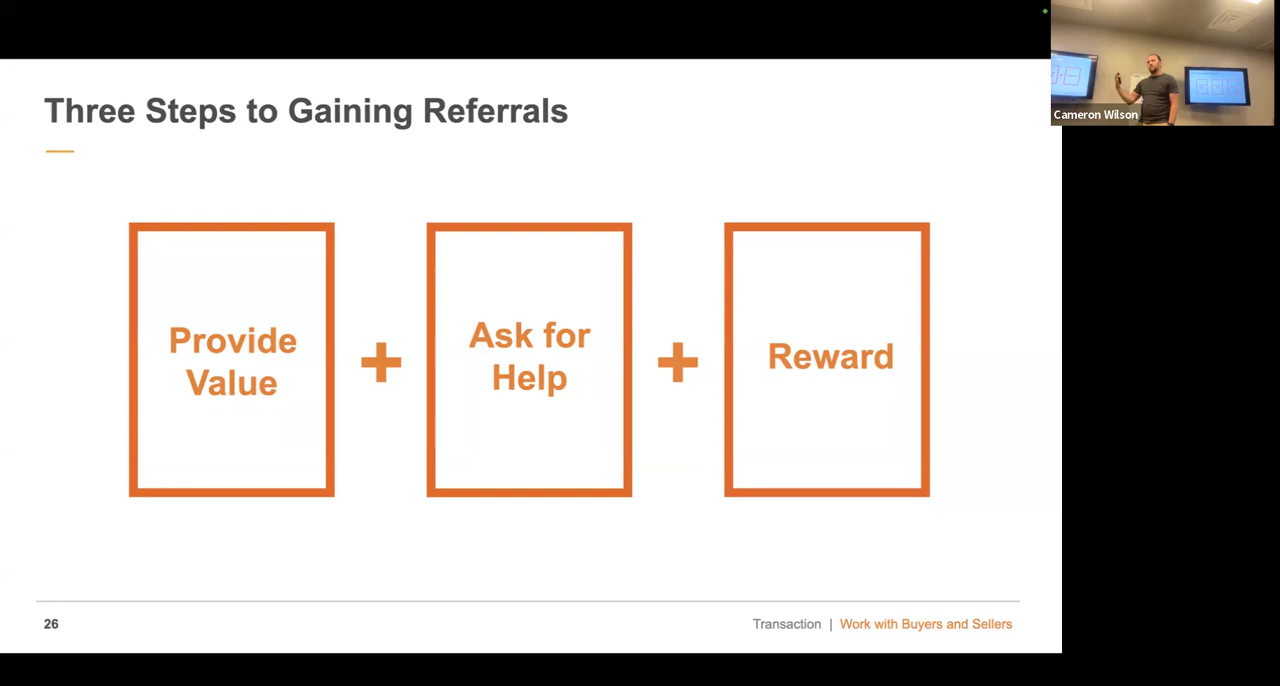 Three Steps to Gaining Referrals
Cameron Wilson
Provide
Value
+
Ask for
Help
+
Reward
26
Transaction | Work with Buyers and Sellers